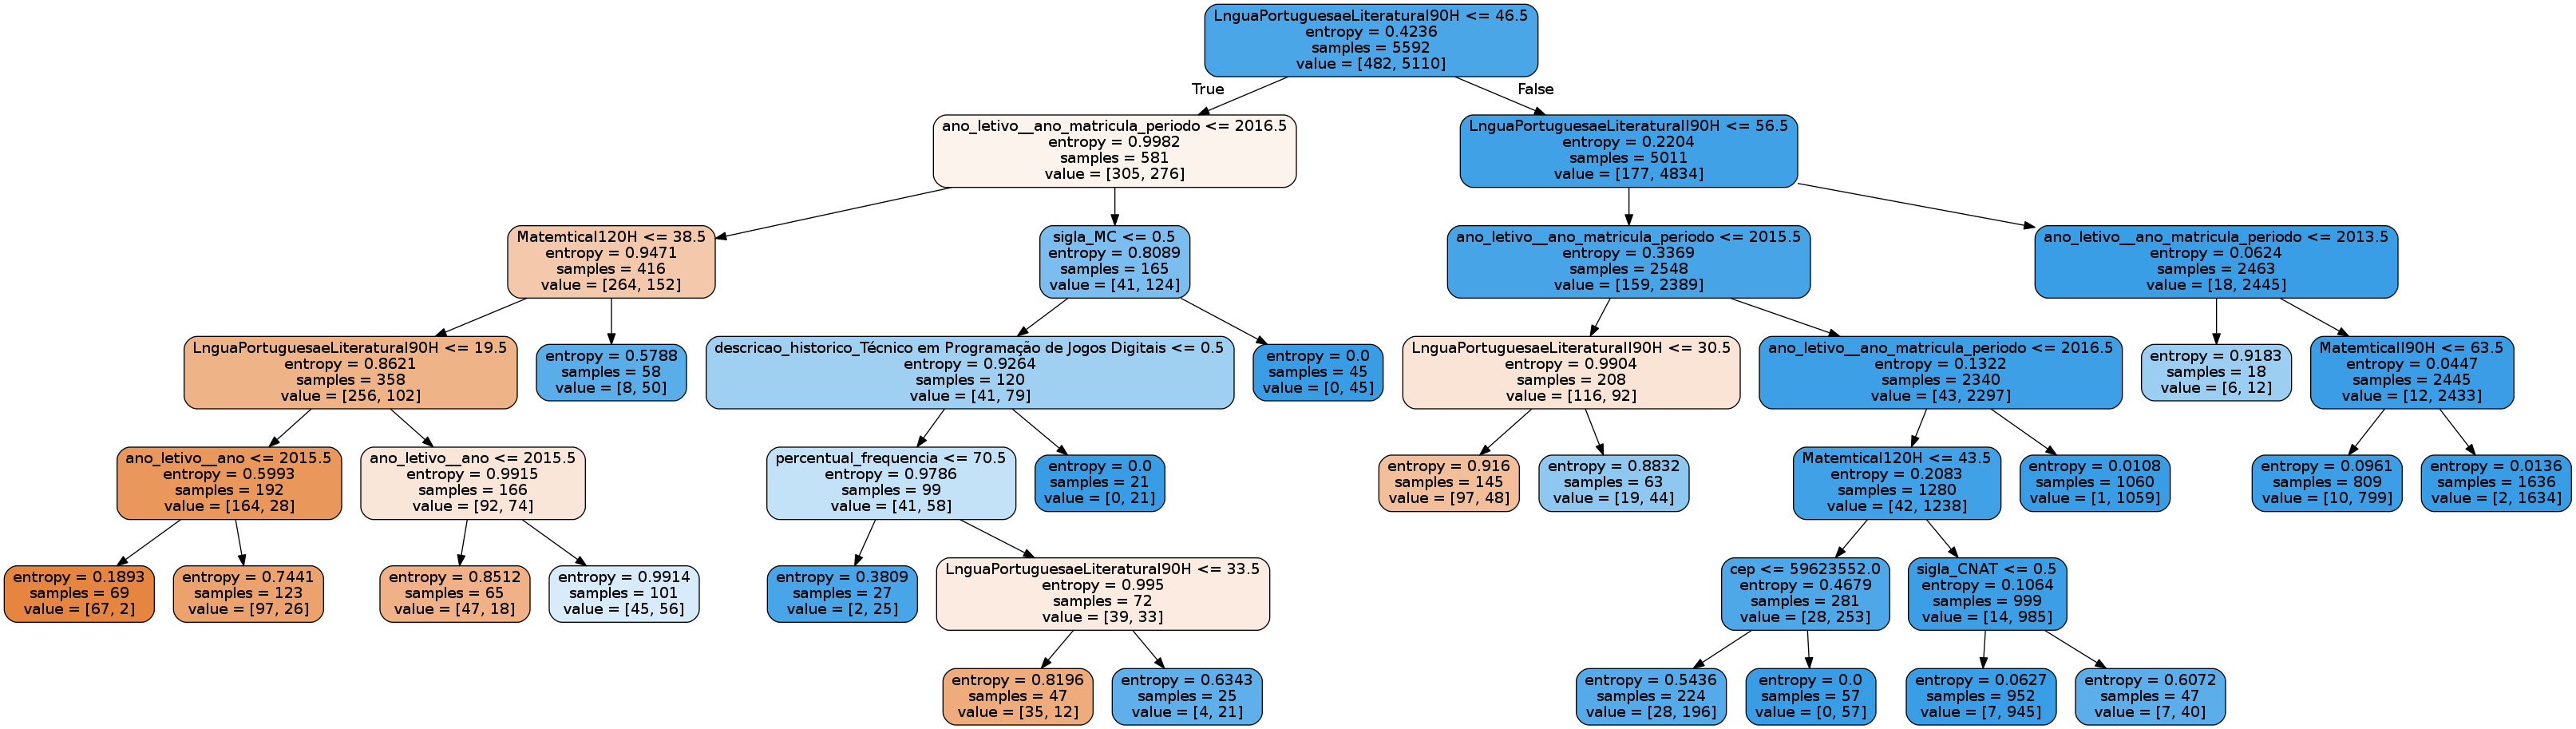 LnguaPortuguesaeLiteraturaI90H <= 46.5
entropy = 0.4236
samples = 5592
value = [482, 5110]
True
False
ano_letivo__ano_matricula_periodo <= 2016.5
entropy = 0.9982
samples = 581
value = [305, 276]
LnguaPortuguesaeLiteraturaII90H <= 56.5
entropy = 0.2204
samples = 5011
value = [177, 4834]
MatemticaI120H <= 38.5
entropy = 0.9471
samples = 416
value = [264, 152]
sigla_MC <= 0.5
entropy = 0.8089
samples = 165
value = [41, 124]
ano_letivo__ano_matricula_periodo <= 2015.5
entropy = 0.3369
samples = 2548
value = [159, 2389]
ano_letivo__ano_matricula_periodo <= 2013.5
entropy = 0.0624
samples = 2463
value = [18, 2445]
LnguaPortuguesaeLiteraturaI90H <= 19.5
entropy = 0.8621
samples = 358
value = [256, 102]
entropy = 0.5788
samples = 58
value = [8, 50]
descricao_historico_Técnico em Programação de Jogos Digitais <= 0.5
entropy = 0.9264
samples = 120
value = [41, 79]
entropy = 0.0
samples = 45
value = [0, 45]
LnguaPortuguesaeLiteraturaII90H <= 30.5
entropy = 0.9904
samples = 208
value = [116, 92]
ano_letivo__ano_matricula_periodo <= 2016.5
entropy = 0.1322
samples = 2340
value = [43, 2297]
entropy = 0.9183
samples = 18
value = [6, 12]
MatemticaII90H <= 63.5
entropy = 0.0447
samples = 2445
value = [12, 2433]
ano_letivo__ano <= 2015.5
entropy = 0.5993
samples = 192
value = [164, 28]
ano_letivo__ano <= 2015.5
entropy = 0.9915
samples = 166
value = [92, 74]
percentual_frequencia <= 70.5
entropy = 0.9786
samples = 99
value = [41, 58]
entropy = 0.0
samples = 21
value = [0, 21]
entropy = 0.916
samples = 145
value = [97, 48]
entropy = 0.8832
samples = 63
value = [19, 44]
MatemticaI120H <= 43.5
entropy = 0.2083
samples = 1280
value = [42, 1238]
entropy = 0.0108
samples = 1060
value = [1, 1059]
entropy = 0.0961
samples = 809
value = [10, 799]
entropy = 0.0136
samples = 1636
value = [2, 1634]
entropy = 0.1893
samples = 69
value = [67, 2]
entropy = 0.7441
samples = 123
value = [97, 26]
entropy = 0.8512
samples = 65
value = [47, 18]
entropy = 0.9914
samples = 101
value = [45, 56]
entropy = 0.3809
samples = 27
value = [2, 25]
LnguaPortuguesaeLiteraturaI90H <= 33.5
entropy = 0.995
samples = 72
value = [39, 33]
cep <= 59623552.0
entropy = 0.4679
samples = 281
value = [28, 253]
sigla_CNAT <= 0.5
entropy = 0.1064
samples = 999
value = [14, 985]
entropy = 0.8196
samples = 47
value = [35, 12]
entropy = 0.6343
samples = 25
value = [4, 21]
entropy = 0.5436
samples = 224
value = [28, 196]
entropy = 0.0
samples = 57
value = [0, 57]
entropy = 0.0627
samples = 952
value = [7, 945]
entropy = 0.6072
samples = 47
value = [7, 40]